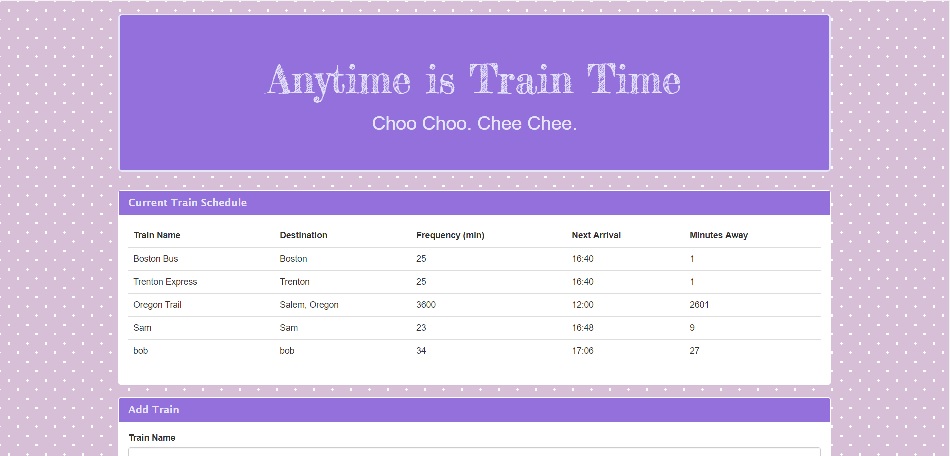 Anytime is Train Time
Choo Choo. Chee Chee.
Current Train Schedule
Train Name Destination Frequency (min) Next Arrival Minutes Away
Boston Bus Boston 25 16:40 1
Trenton Express Trenton 25 16:40 1
Oregon Trail Salem, Oregon 3600 12:00 2601
Sam Sam 23 16:48 9
bob bob 34 17:06 27
Add Train
Train Name